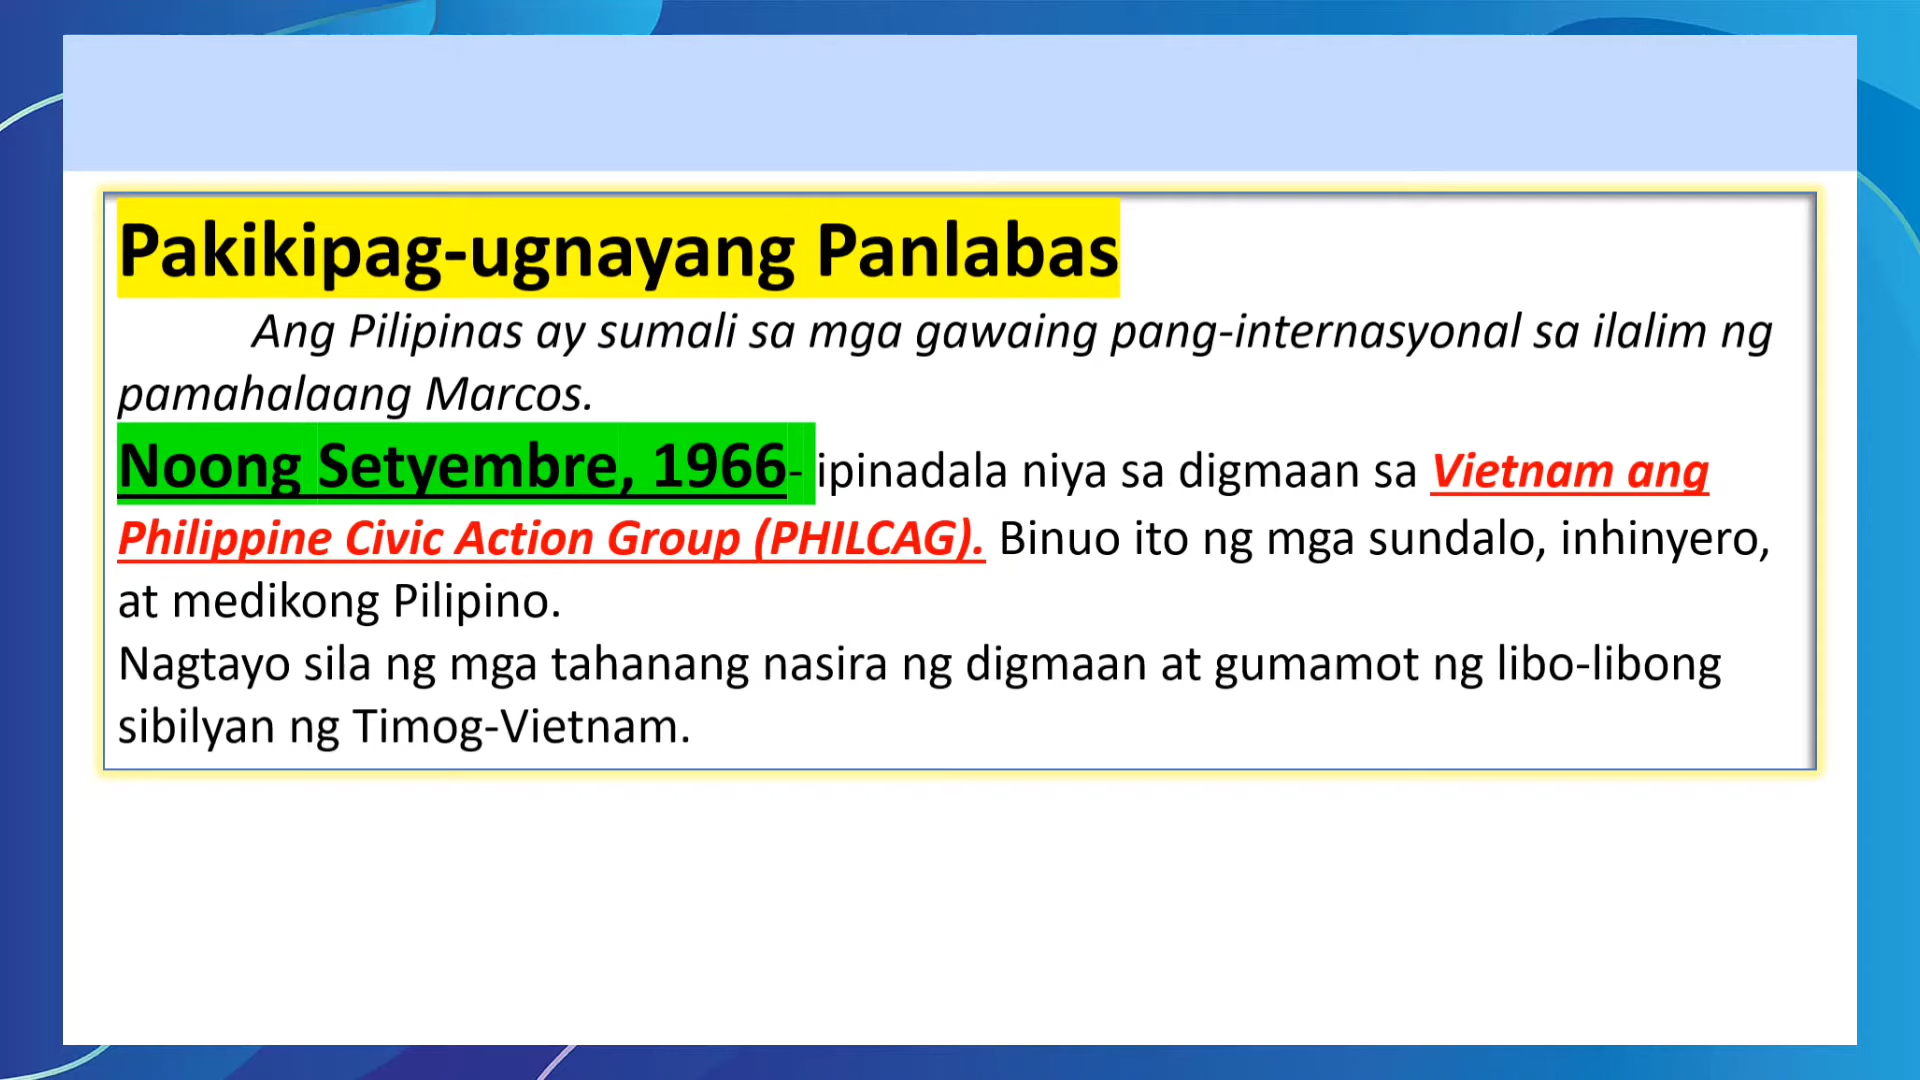 Pakikipag-ugnayang Panlabas
Ang Pilipinas ay sumali sa mga gawaing pang-internasyonal sa ilalim ng
pamahalaang Marcos.
Noong Setyembre, 1966- ipinadala niya sa digmaan sa Vietnam ang
Philippine Civic Action Group (PHILCAG). Binuo ito ng mga sundalo, inhinyero,
at medikong Pilipino.
Nagtayo sila ng mga tahanang nasira ng digmaan at gumamot ng libo-libong
sibilyan ng Timog-Vietnam.